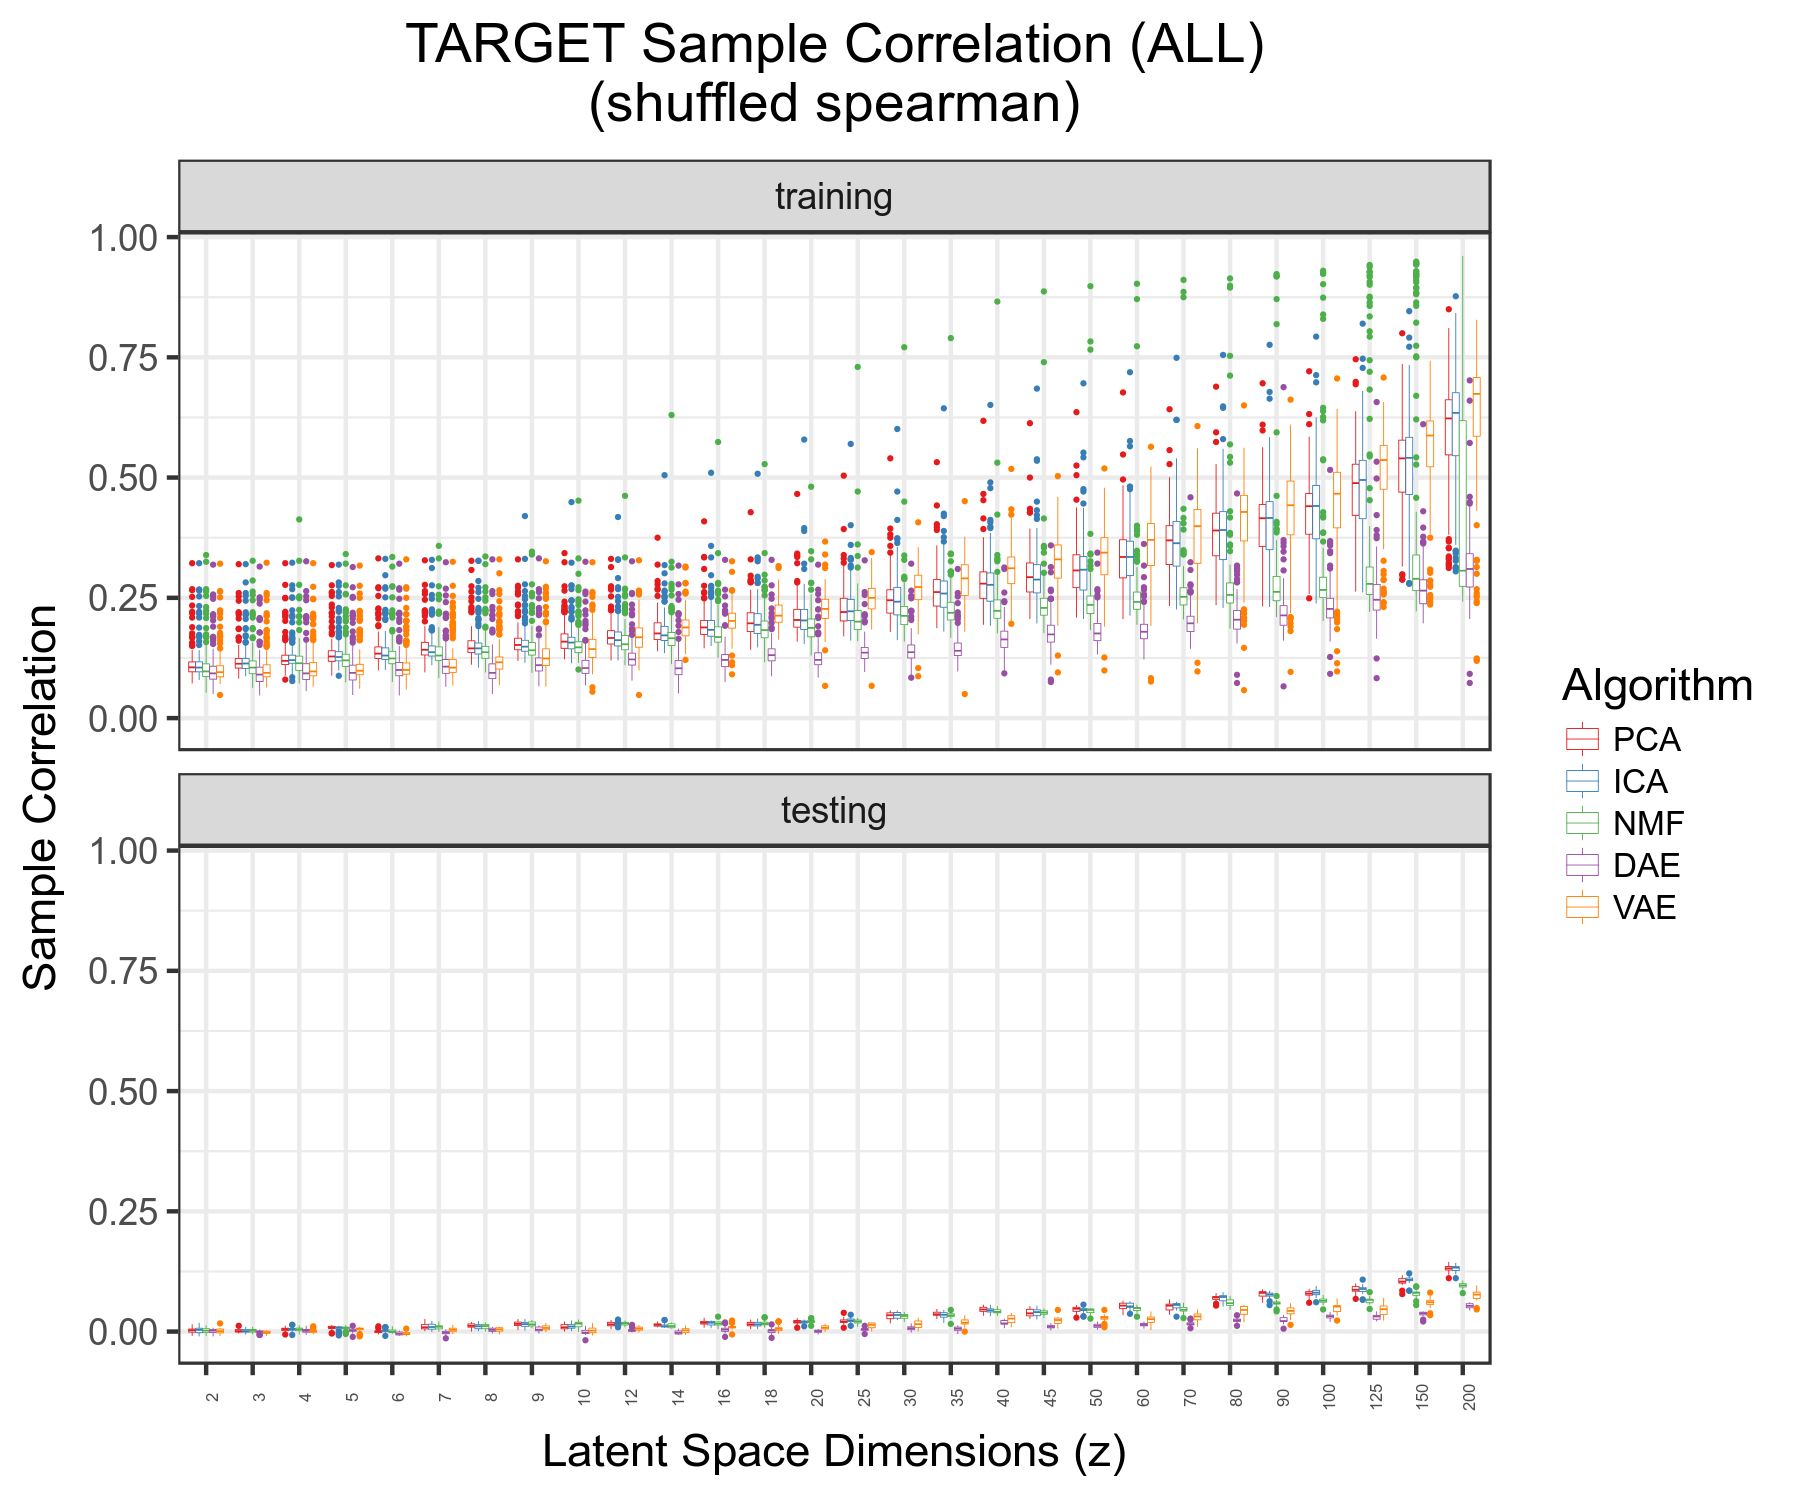 TARGET Sample Correlation (ALL)
(shuffled spearman)
training
1.00
0.75
0.50
0.25
0.00
testing
1.00
0.75
0.50
0.25
0.00
Sample Correlation
2 3 4 5 6 7 8 9 10 12 14 16 18 20 25 30 35 40 45 50 60 70 80 90 100 125 150 200
Latent Space Dimensions (z)
Algorithm
PCA
ICA
NMF
DAE
VAE